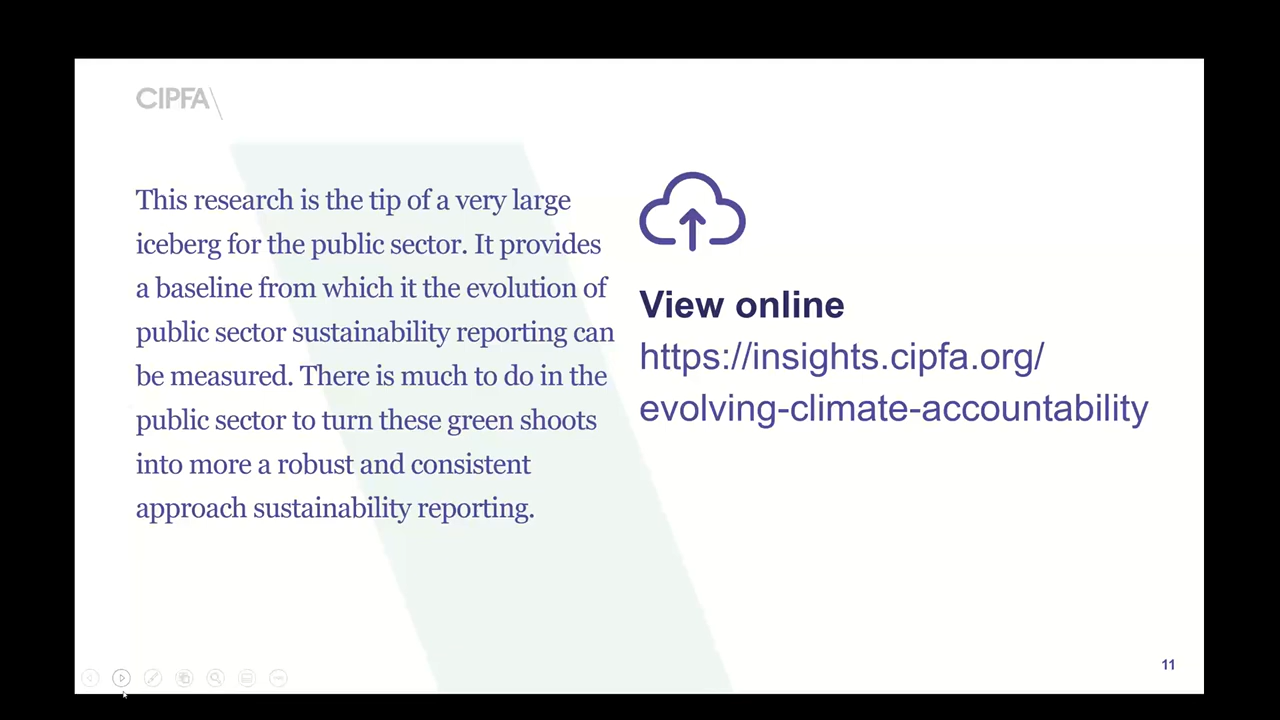 CIPFA
This research is the tip of a very large
iceberg for the public sector. It provides
a baseline from which it the evolution of
public sector sustainability reporting can
be measured. There is much to do in the
public sector to turn these green shoots
into more a robust and consistent
approach sustainability reporting.
View online
https://insights.cipfa.org/
evolving-climate-accountability
11